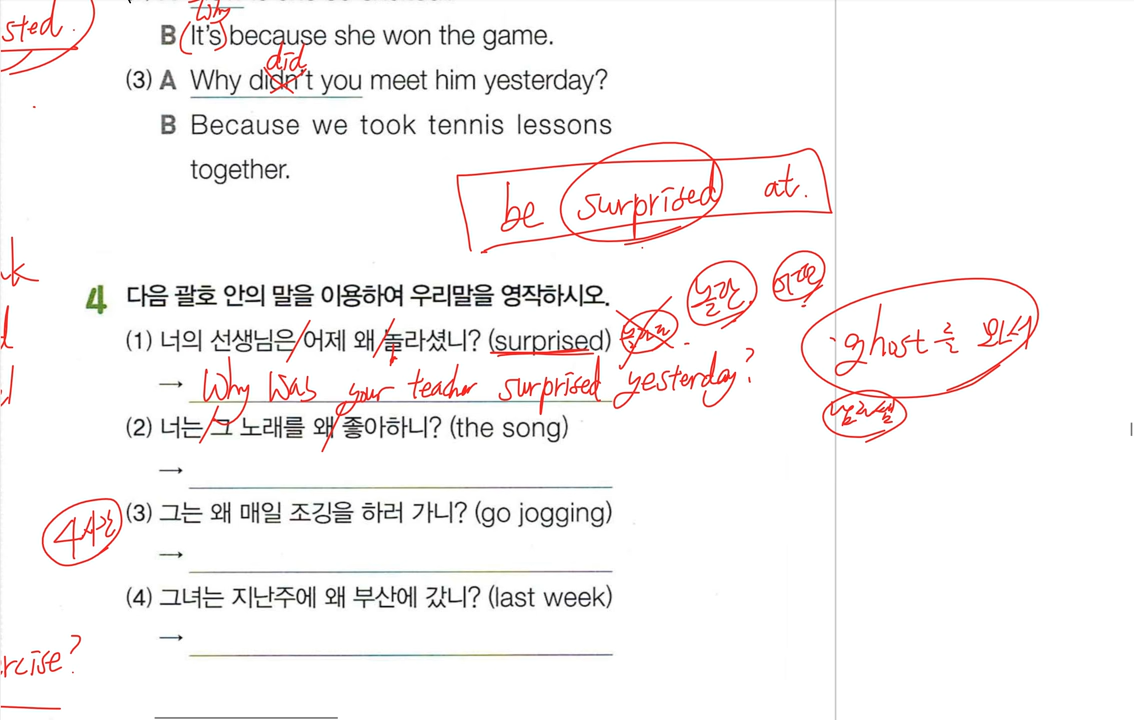 sted.
Why
B (It's) because she won the game.
did
(3) A Why didn't you meet him yesterday?
B Because we took tennis lessons
together.
be surprised at.
4 다음 괄호 안의 말을 이용하여 우리말을 영작하시오.
놀란
(1) 너의 선생님은/어제 왜/놀라셨니? (surprised)
ghost를
→ Why was your teacher surprised yesterday?
(2) 너는/그 노래를 왜/좋아하니? (the song)
→
(3) 그는 왜 매일 조깅을 하러 가니? (go jogging)
→
(4) 그녀는 지난주에 왜 부산에 갔니? (last week)
→
rcise?